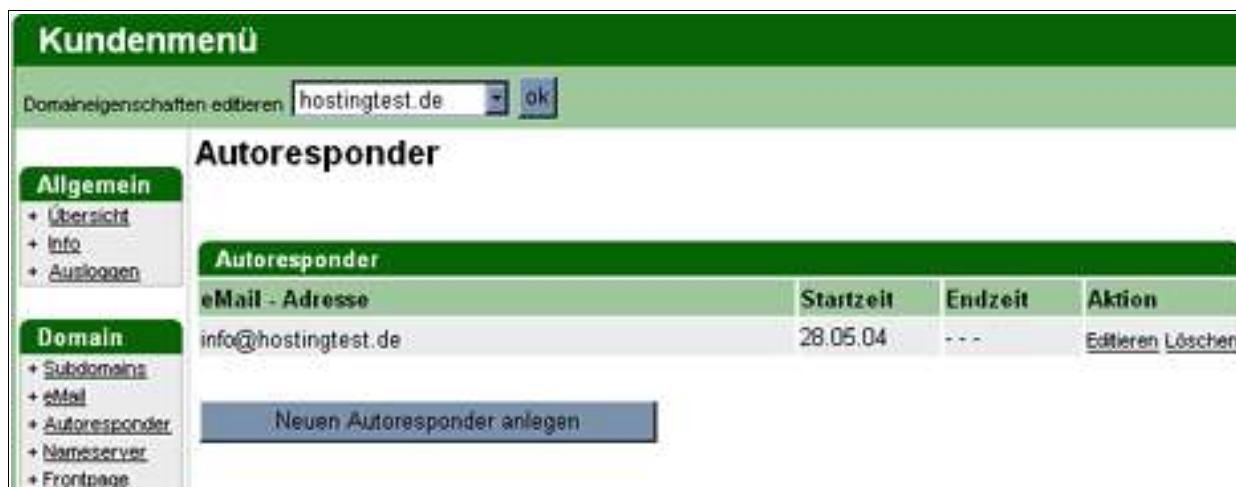 Kundenmenü
Domaineigenschaften editieren hostingtest.de ok
Autoresponder
Allgemein
+ Übersicht
+ Info
+ Ausloggen
Autoresponder
eMail - Adresse Startzeit Endzeit Aktion
info@hostingtest.de 28.05.04 - - - Editieren Löschen
Domain
+ Subdomains
+ eMail
+ Autoresponder
+ Nameserver
+ Frontpage
Neuen Autoresponder anlegen